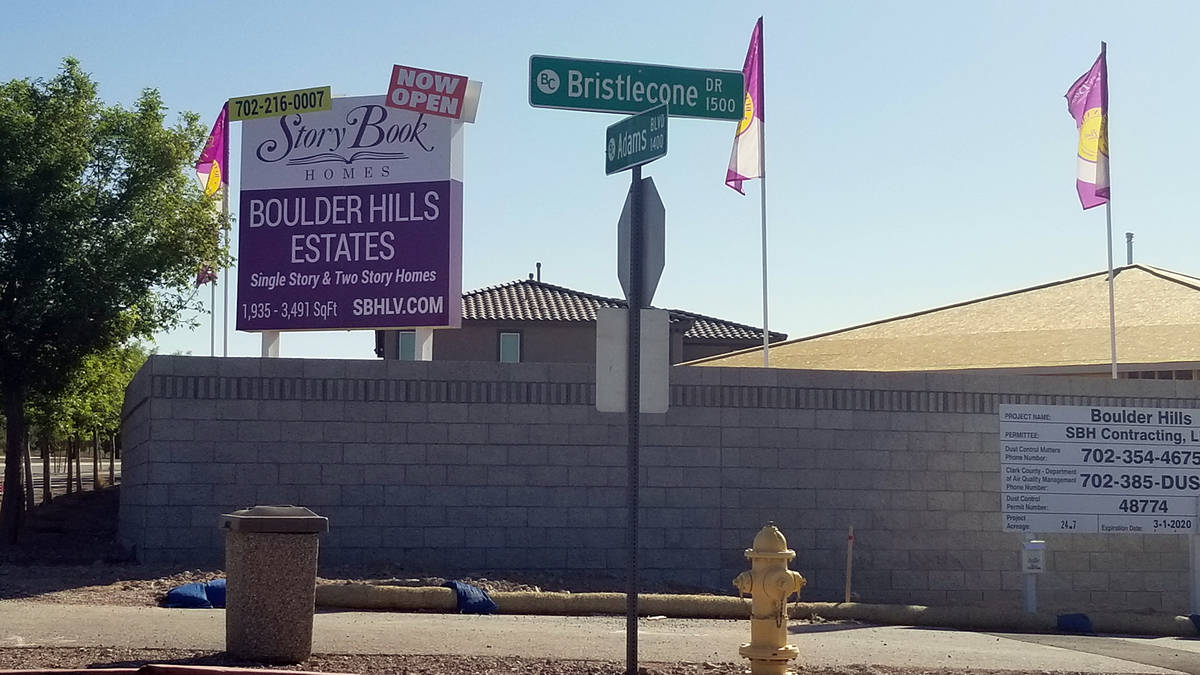 702-216-0007
NOW
OPEN
Story Book
HOMES
BOULDER HILLS
ESTATES
Single Story & Two Story Homes
1,935 - 3,491 SqFt SBHLV.COM
BC Bristlecone DR
1500
Adams BLVD
1400
PROJECT NAME: Boulder Hills
PERMITTEE: SBH Contracting, L
Dust Control Matters
Phone Number: 702-354-4675
Clark County - Department
of Air Quality Management
Phone Number: 702-385-DUS
Dust Control
Permit Number: 48774
Project
Acreage: 24.7 Expiration Date: 3-1-2020